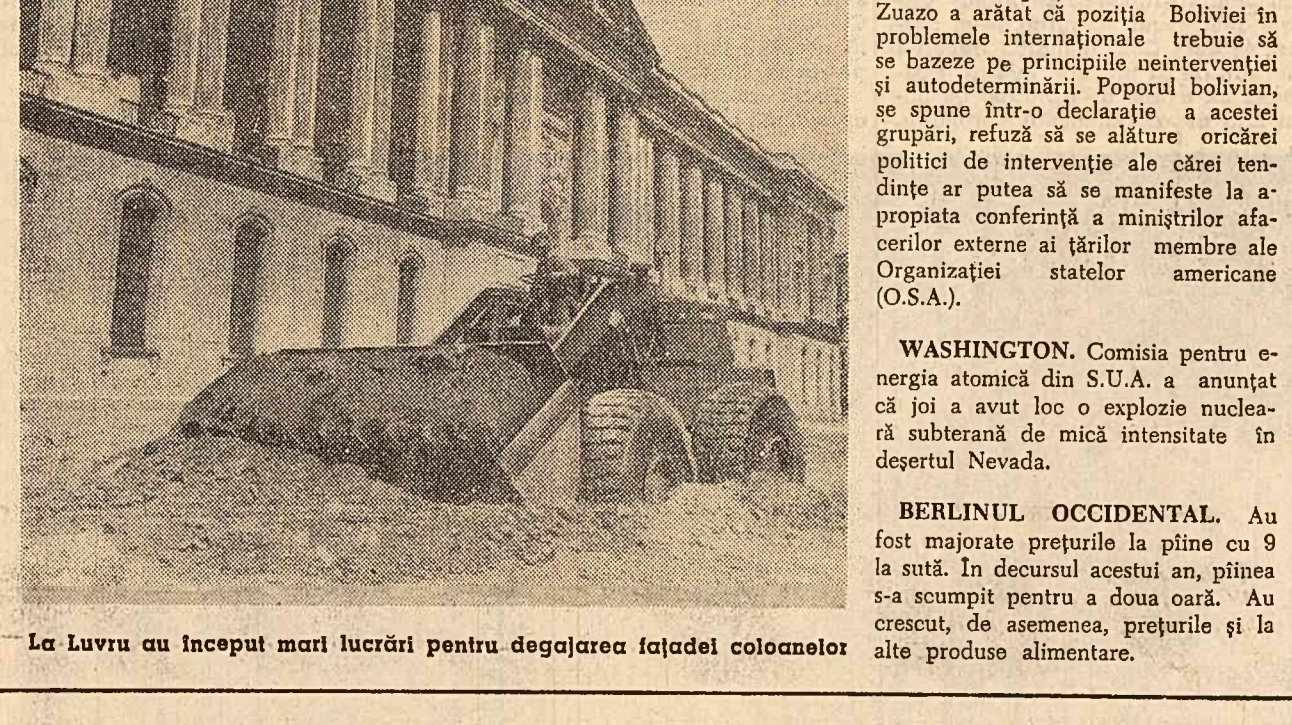 La Luvru au început mari lucrări pentru degajarea fațadei coloanelor
Zuazo a arătat că poziția Boliviei în
problemele internaționale trebuie să
se bazeze pe principiile neintervenției
și autodeterminării. Poporul bolivian,
se spune într-o declarație a acestei
grupări, refuză să se alăture oricărei
politici de intervenție ale cărei ten-
dințe ar putea să se manifeste la a-
propiata conferință a miniștrilor afa-
cerilor externe ai țărilor membre ale
Organizației statelor americane
(O.S.A.).
WASHINGTON. Comisia pentru e-
nergia atomică din S.U.A. a anunțat
că joi a avut loc o explozie nuclea-
ră subterană de mică intensitate în
deșertul Nevada.
BERLINUL OCCIDENTAL. Au
fost majorate prețurile la pîine cu 9
la sută. În decursul acestui an, pîinea
s-a scumpit pentru a doua oară. Au
crescut, de asemenea, prețurile și la
alte produse alimentare.